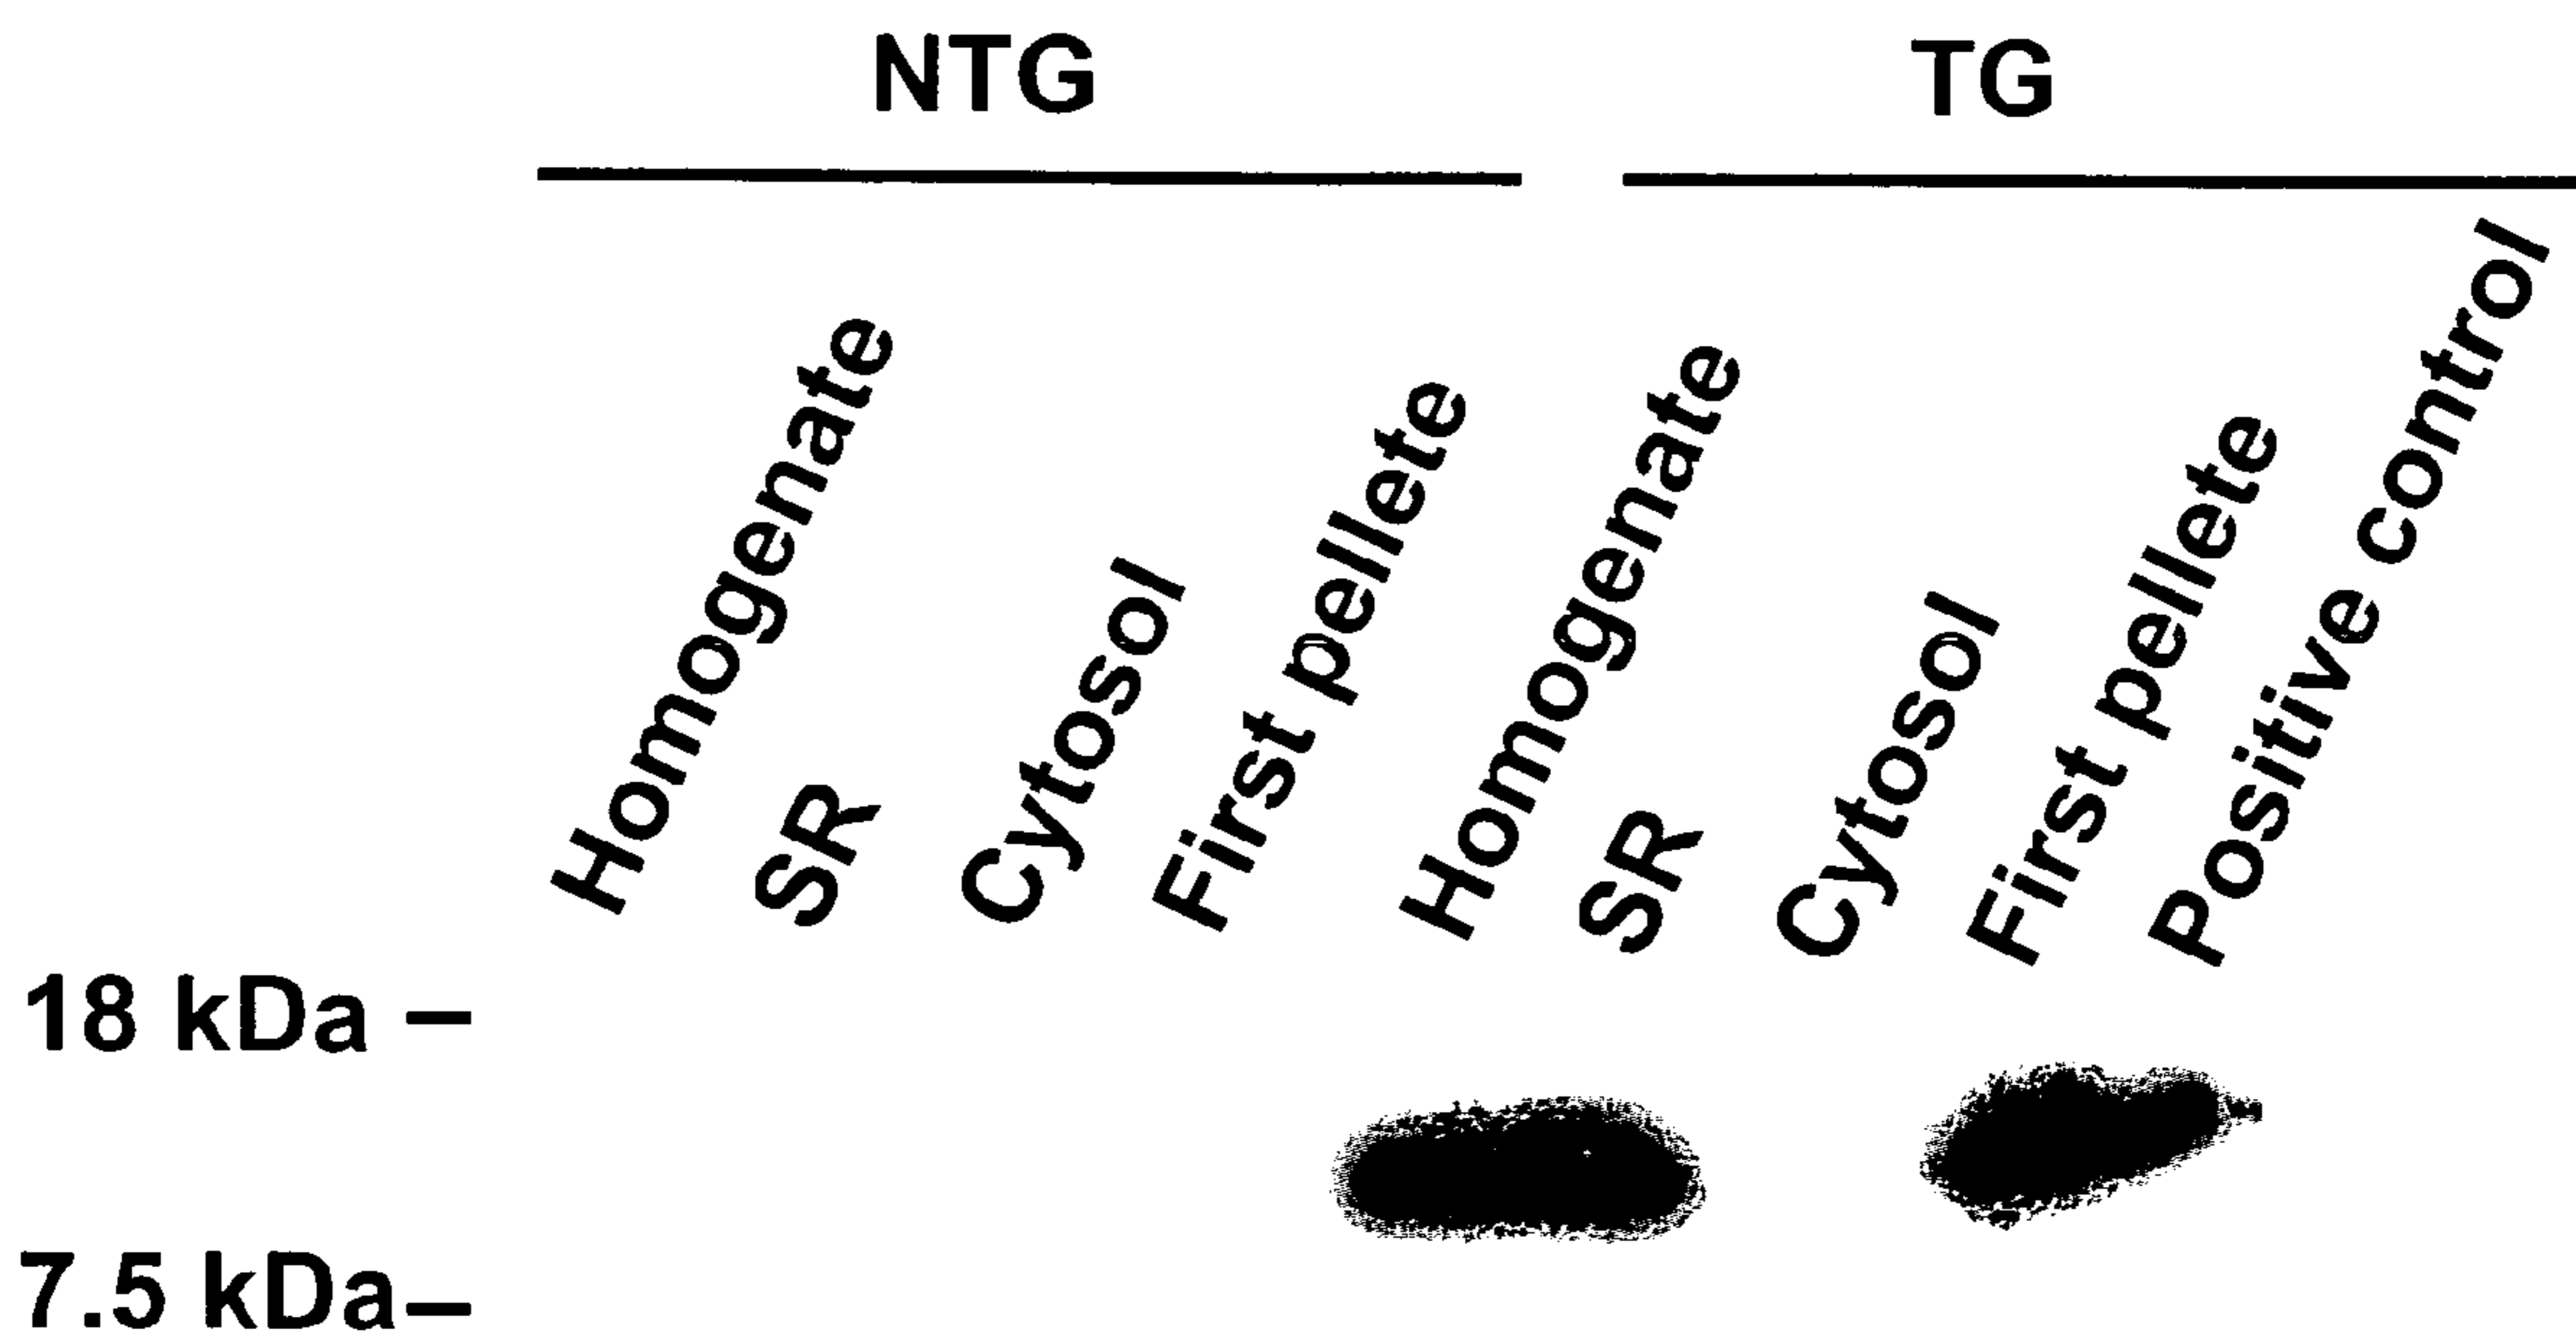 NTG
TG
Homogenate
SR
Cytosol
First pellete
Homogenate
SR
Cytosol
First pellete
Positive control
18 kDa –
7.5 kDa–